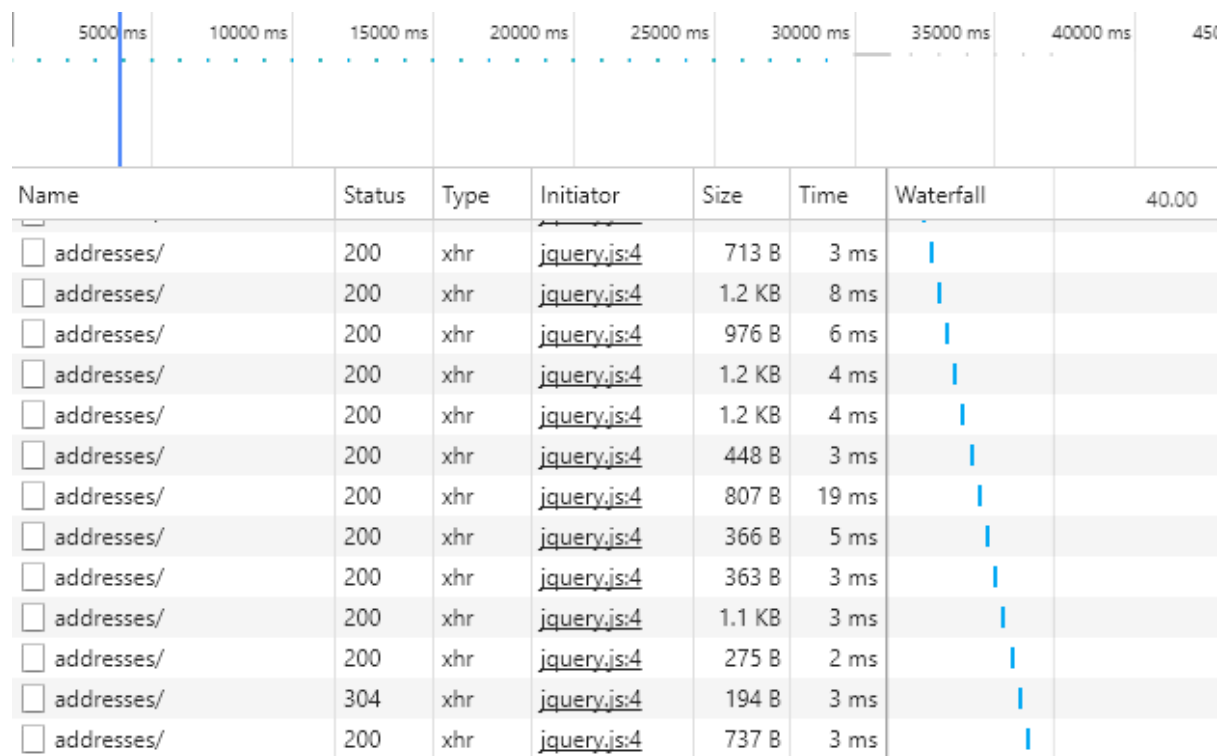 5000 ms 10000 ms 15000 ms 20000 ms 25000 ms 30000 ms 35000 ms 40000 ms 450
Name Status Type Initiator Size Time Waterfall 40.00
addresses/ 200 xhr jquery.js:4 713 B 3 ms
addresses/ 200 xhr jquery.js:4 1.2 KB 8 ms
addresses/ 200 xhr jquery.js:4 976 B 6 ms
addresses/ 200 xhr jquery.js:4 1.2 KB 4 ms
addresses/ 200 xhr jquery.js:4 1.2 KB 4 ms
addresses/ 200 xhr jquery.js:4 448 B 3 ms
addresses/ 200 xhr jquery.js:4 807 B 19 ms
addresses/ 200 xhr jquery.js:4 366 B 5 ms
addresses/ 200 xhr jquery.js:4 363 B 3 ms
addresses/ 200 xhr jquery.js:4 1.1 KB 3 ms
addresses/ 200 xhr jquery.js:4 275 B 2 ms
addresses/ 304 xhr jquery.js:4 194 B 3 ms
addresses/ 200 xhr jquery.js:4 737 B 3 ms